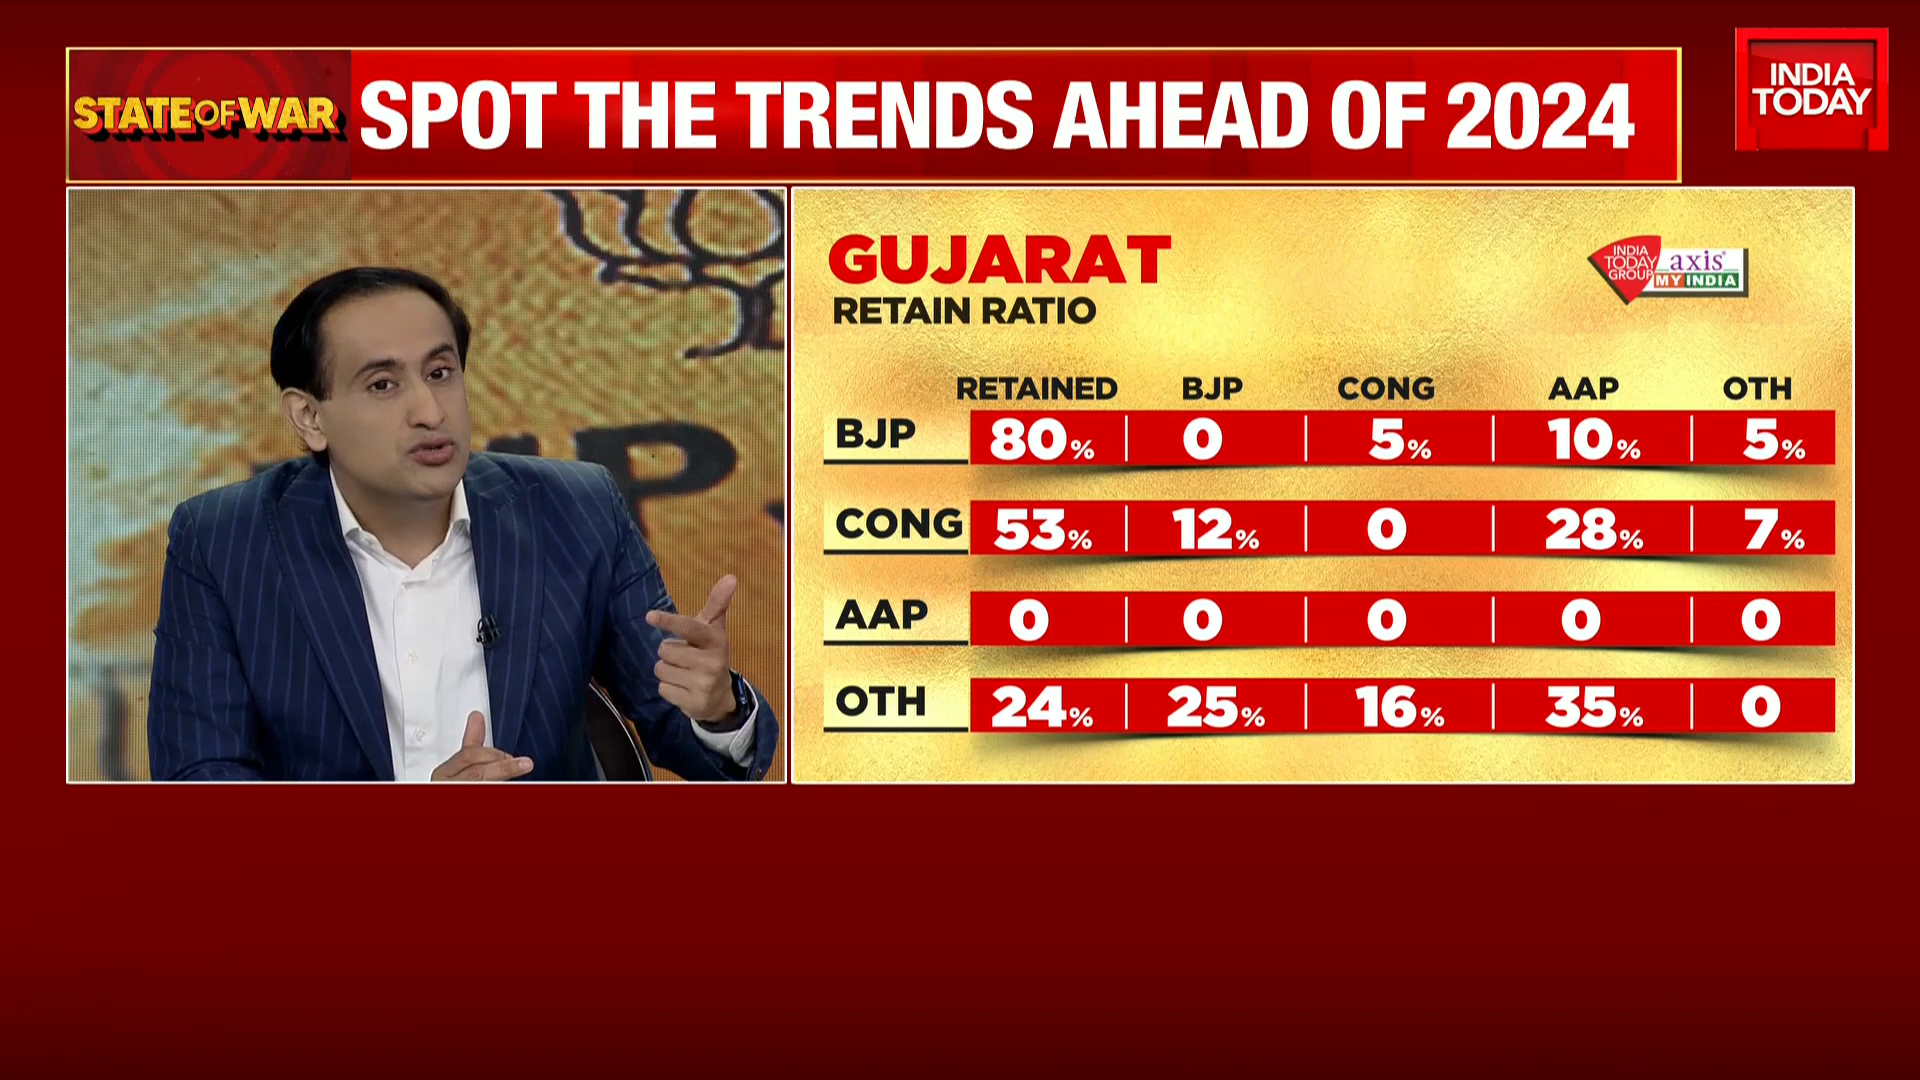 STATE OF WAR
SPOT THE TRENDS AHEAD OF 2024
INDIA
TODAY
GUJARAT
RETAIN RATIO
INDIA
TODAY
GROUP
axis
MY INDIA
RETAINED BJP CONG AAP OTH
BJP 80% 0 5% 10% 5%
CONG 53% 12% 0 28% 7%
AAP 0 0 0 0 0
OTH 24% 25% 16% 35% 0